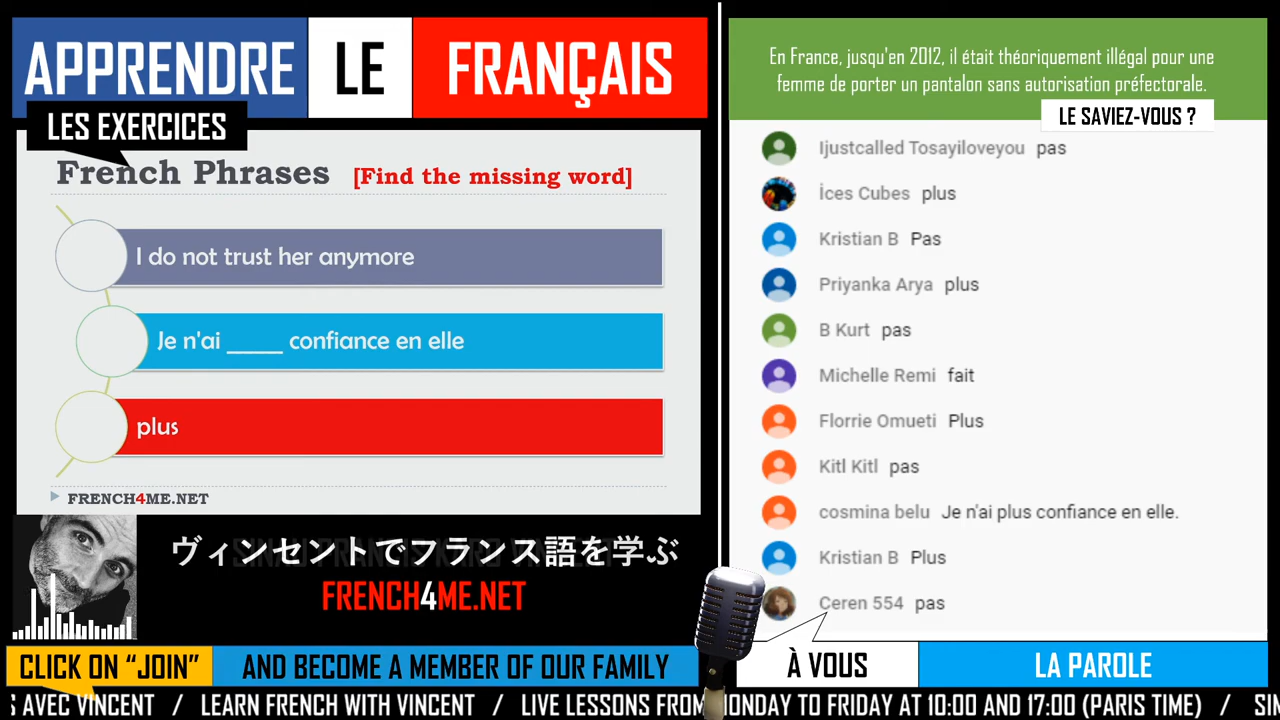 APPRENDRE LE FRANÇAIS
LES EXERCICES
French Phrases [Find the missing word]
I do not trust her anymore
Je n'ai _____ confiance en elle
plus
FRENCH4ME.NET
ヴィンセントでフランス語を学ぶ
FRENCH4ME.NET
CLICK ON “JOIN” AND BECOME A MEMBER OF OUR FAMILY
En France, jusqu'en 2012, il était théoriquement illégal pour une
femme de porter un pantalon sans autorisation préfectorale.
LE SAVIEZ-VOUS ?
Ijustcalled Tosayiloveyou pas
İces Cubes plus
Kristian B Pas
Priyanka Arya plus
B Kurt pas
Michelle Remi fait
Florrie Omueti Plus
Kitl Kitl pas
cosmina belu Je n'ai plus confiance en elle.
Kristian B Plus
Ceren 554 pas
À VOUS LA PAROLE
S AVEC VINCENT / LEARN FRENCH WITH VINCENT / LIVE LESSONS FROM MONDAY TO FRIDAY AT 10:00 AND 17:00 (PARIS TIME) / SIN